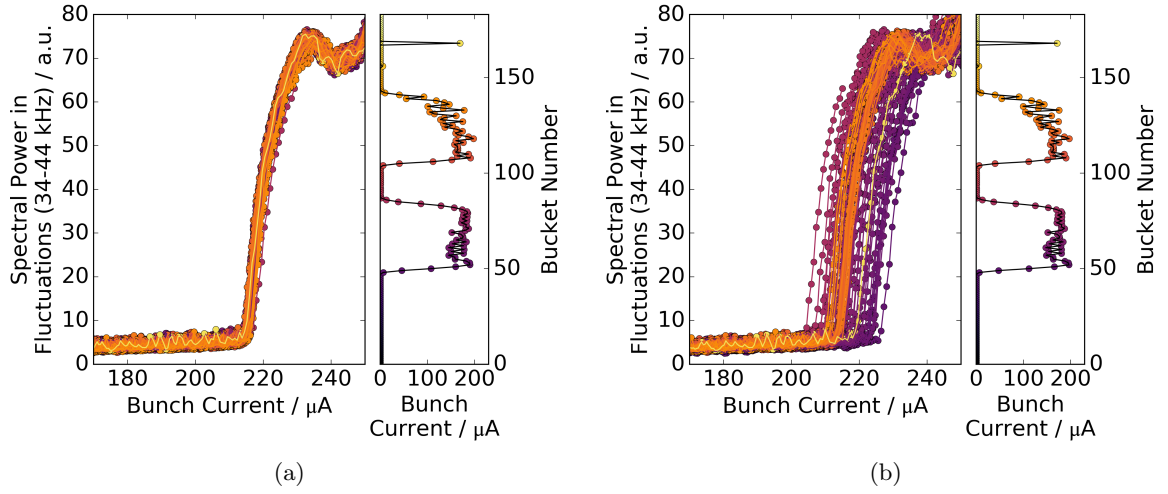 80
70
60
50
40
30
20
10
0
Spectral Power in
Fluctuations (34-44 kHz) / a.u.
180 200 220 240
Bunch Current / μA
150
100
50
0
Bucket Number
0 100 200
Bunch
Current / μA
(a)
80
70
60
50
40
30
20
10
0
Spectral Power in
Fluctuations (34-44 kHz) / a.u.
180 200 220 240
Bunch Current / μA
150
100
50
0
Bucket Number
0 100 200
Bunch
Current / μA
(b)